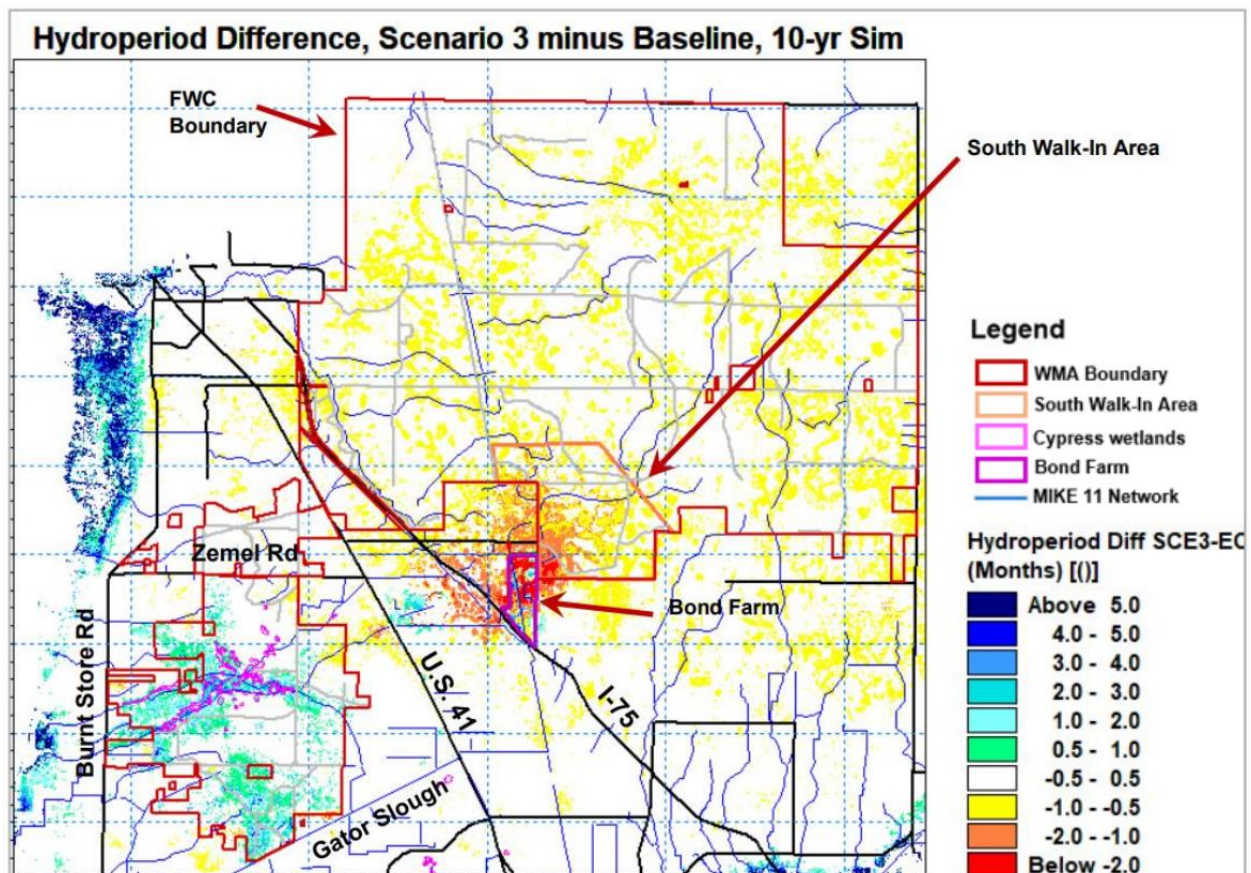 Hydroperiod Difference, Scenario 3 minus Baseline, 10-yr Sim
FWC
Boundary
South Walk-In Area
Legend
WMA Boundary
South Walk-In Area
Cypress wetlands
Bond Farm
MIKE 11 Network
Zemel Rd
Bond Farm
Burnt Store Rd
U.S. 41
I-75
Gator Slough
Hydroperiod Diff SCE3-EC
(Months) [()]
Above 5.0
4.0 - 5.0
3.0 - 4.0
2.0 - 3.0
1.0 - 2.0
0.5 - 1.0
-0.5 - 0.5
-1.0 - -0.5
-2.0 - -1.0
Below -2.0